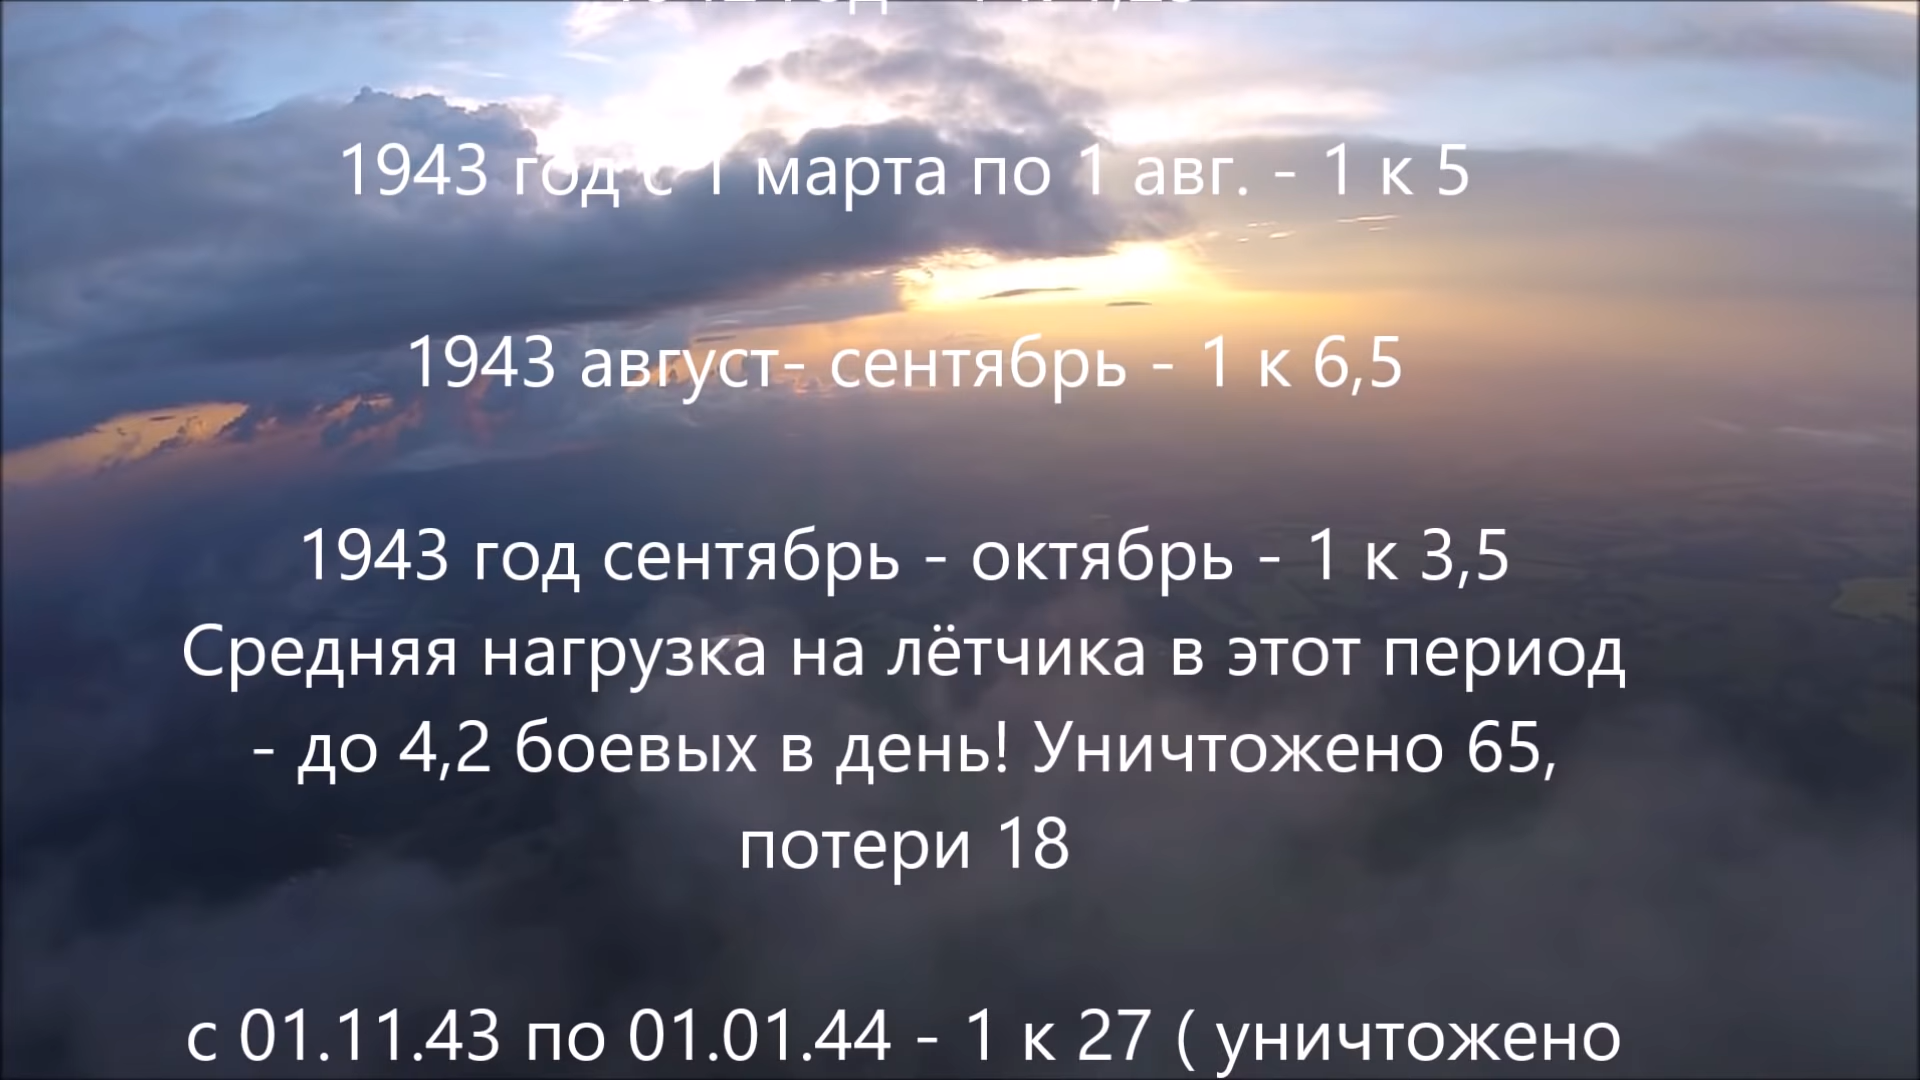 1943 год с 1 марта по 1 авг. - 1 к 5
1943 август- сентябрь - 1 к 6,5
1943 год сентябрь - октябрь - 1 к 3,5
Средняя нагрузка на лётчика в этот период
- до 4,2 боевых в день! Уничтожено 65,
потери 18
с 01.11.43 по 01.01.44 - 1 к 27 ( уничтожено